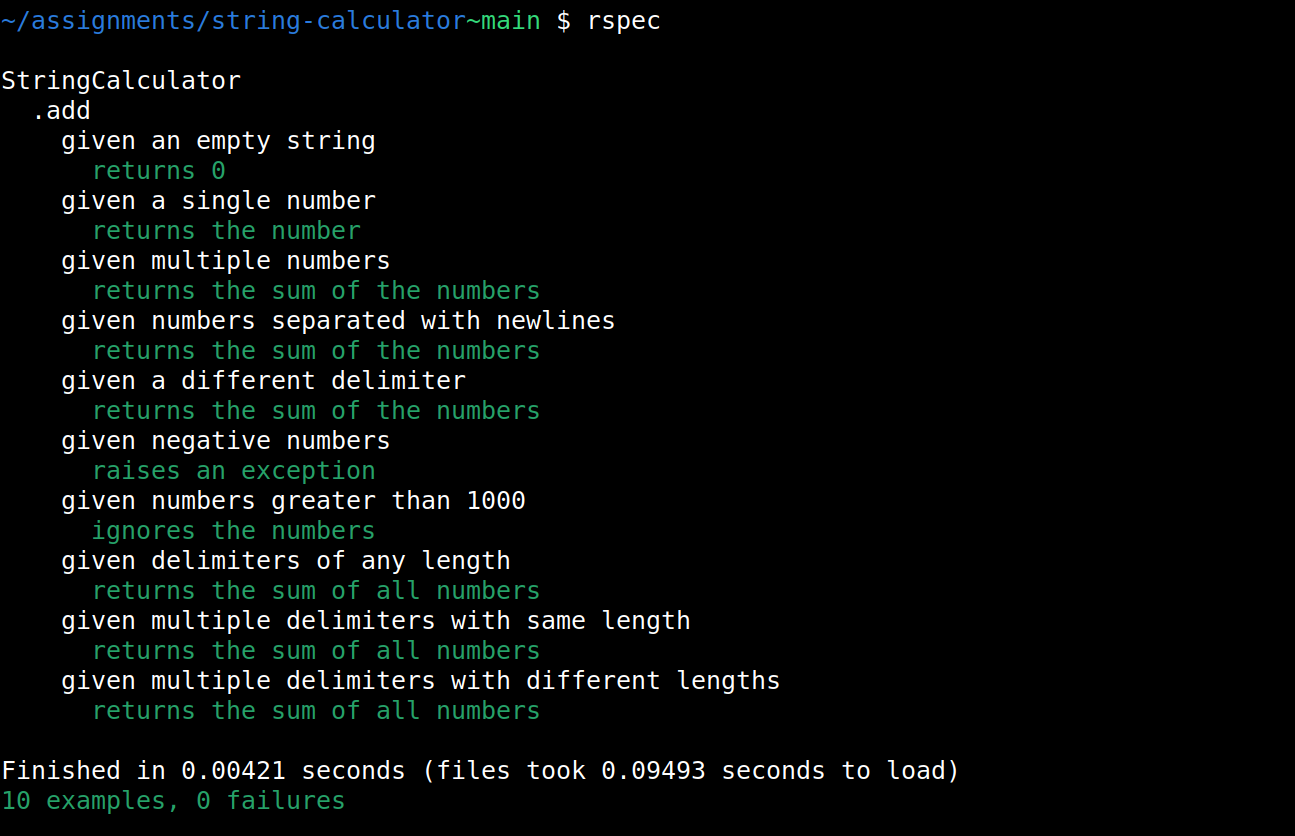 ~/assignments/string-calculator~main $ rspec
StringCalculator
.add
given an empty string
returns 0
given a single number
returns the number
given multiple numbers
returns the sum of the numbers
given numbers separated with newlines
returns the sum of the numbers
given a different delimiter
returns the sum of the numbers
given negative numbers
raises an exception
given numbers greater than 1000
ignores the numbers
given delimiters of any length
returns the sum of all numbers
given multiple delimiters with same length
returns the sum of all numbers
given multiple delimiters with different lengths
returns the sum of all numbers
Finished in 0.00421 seconds (files took 0.09493 seconds to load)
10 examples, 0 failures